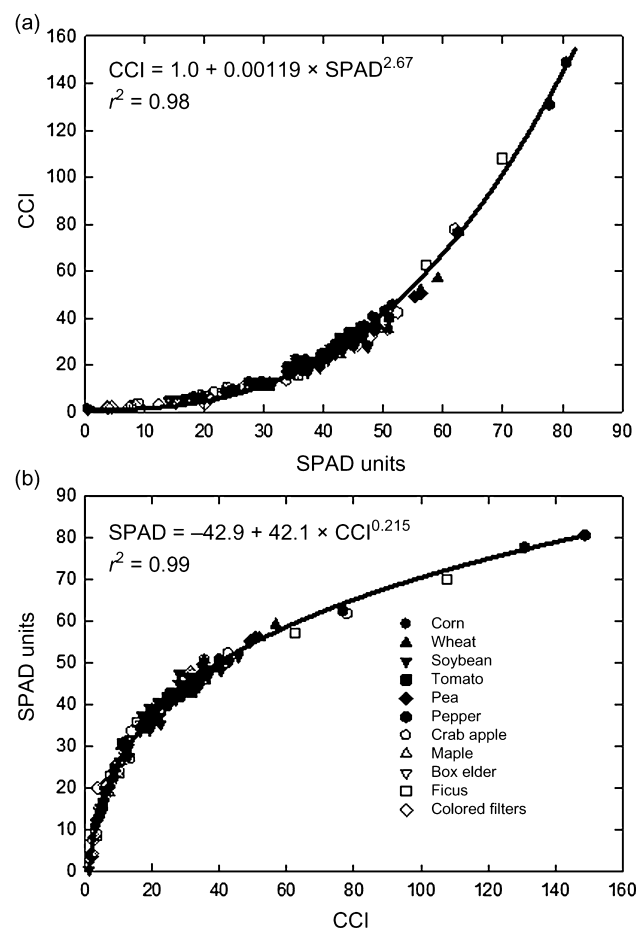 (a)
160
140
120
100
80
60
40
20
0
CCI
CCI = 1.0 + 0.00119 × SPAD^2.67
r² = 0.98
0 10 20 30 40 50 60 70 80 90
SPAD units
(b)
90
80
70
60
50
40
30
20
10
0
SPAD units
SPAD = –42.9 + 42.1 × CCI^0.215
r² = 0.99
Corn
Wheat
Soybean
Tomato
Pea
Pepper
Crab apple
Maple
Box elder
Ficus
Colored filters
0 20 40 60 80 100 120 140 160
CCI